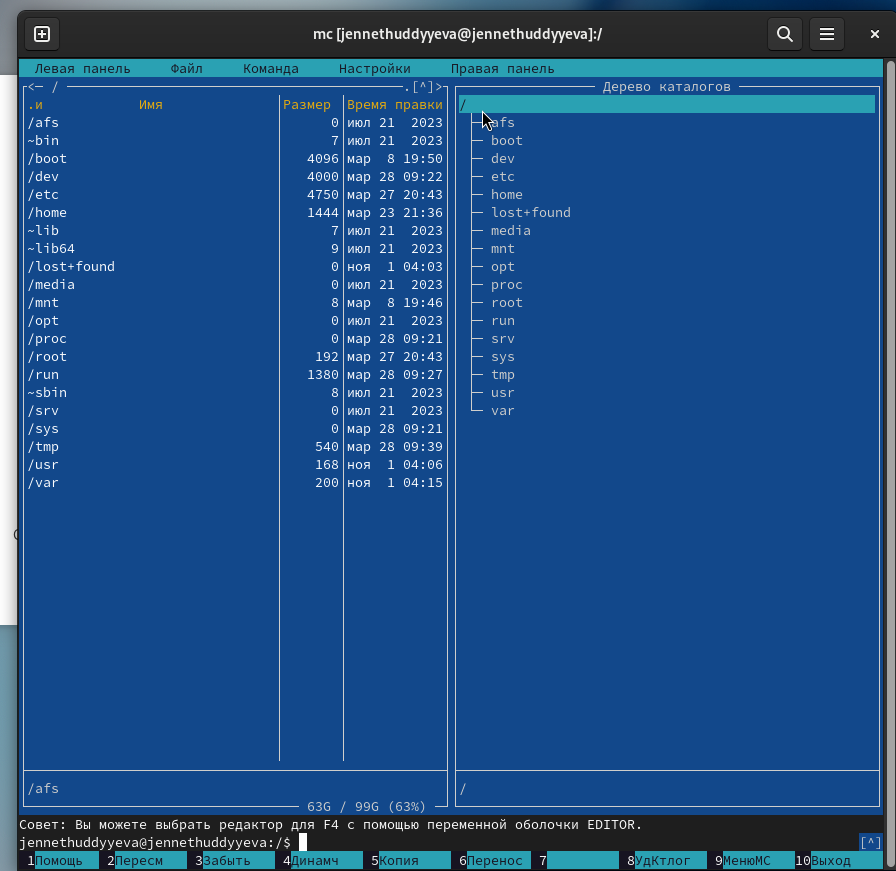 mc [jennethuddyyeva@jennethuddyyeva]:/
Левая панель Файл Команда Настройки Правая панель
<─ / .[^]> Дерево каталогов
.и Имя Размер Время правки /
/afs 0 июл 21 2023 afs
~bin 7 июл 21 2023 boot
/boot 4096 мар 8 19:50 dev
/dev 4000 мар 28 09:22 etc
/etc 4750 мар 27 20:43 home
/home 1444 мар 23 21:36 lost+found
~lib 7 июл 21 2023 media
~lib64 9 июл 21 2023 mnt
/lost+found 0 ноя 1 04:03 opt
/media 0 июл 21 2023 proc
/mnt 8 мар 8 19:46 root
/opt 0 июл 21 2023 run
/proc 0 мар 28 09:21 srv
/root 192 мар 27 20:43 sys
/run 1380 мар 28 09:27 tmp
~sbin 8 июл 21 2023 usr
/srv 0 июл 21 2023 var
/sys 0 мар 28 09:21
/tmp 540 мар 28 09:39
/usr 168 ноя 1 04:06
/var 200 ноя 1 04:15
/afs /
63G / 99G (63%)
Совет: Вы можете выбрать редактор для F4 с помощью переменной оболочки EDITOR.
jennethuddyyeva@jennethuddyyeva:/$ [^]
1Помощь 2Пересм 3Забыть 4Динамч 5Копия 6Перенос 7 8УдКтлог 9МенюМС 10Выход